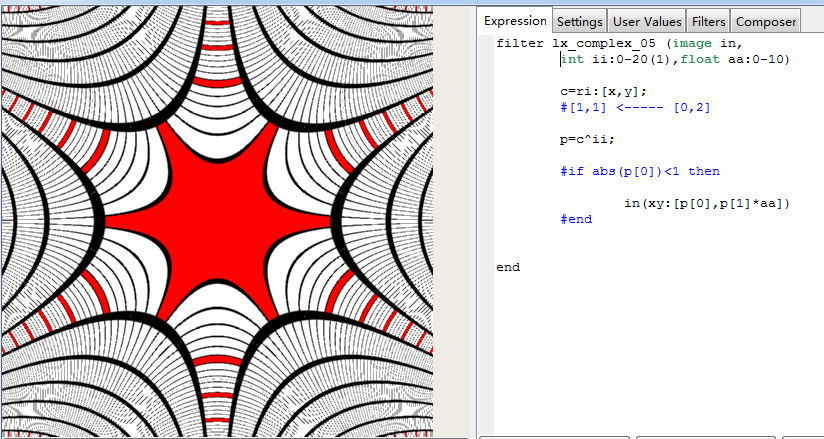 Expression Settings User Values Filters Composer
filter lx_complex_05 (image in,
int ii:0-20(1),float aa:0-10)
c=ri:[x,y];
#[1,1] <----- [0,2]
p=c^ii;
#if abs(p[0])<1 then
in(xy:[p[0],p[1]*aa])
#end
end